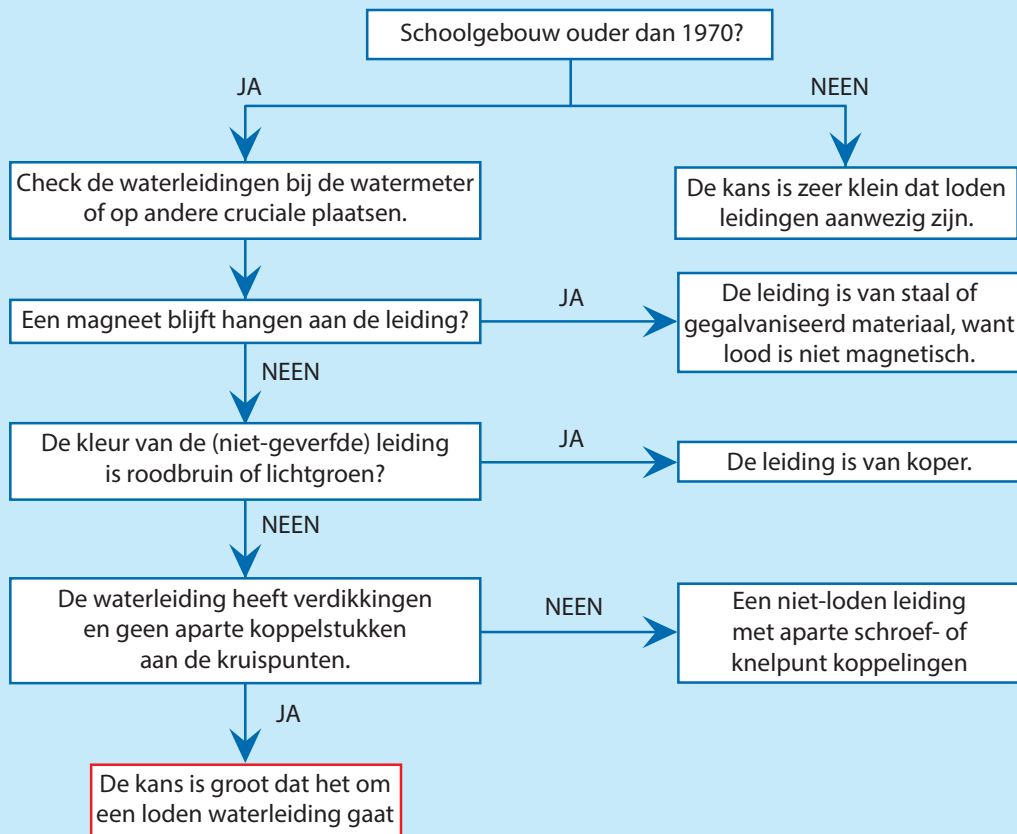 Schoolgebouw ouder dan 1970?
JA
NEEN
Check de waterleidingen bij de watermeter
of op andere cruciale plaatsen.
De kans is zeer klein dat loden
leidingen aanwezig zijn.
Een magneet blijft hangen aan de leiding?
JA
De leiding is van staal of
gegalvaniseerd materiaal, want
lood is niet magnetisch.
NEEN
De kleur van de (niet-geverfde) leiding
is roodbruin of lichtgroen?
JA
De leiding is van koper.
NEEN
De waterleiding heeft verdikkingen
en geen aparte koppelstukken
aan de kruispunten.
NEEN
Een niet-loden leiding
met aparte schroef- of
knelpunt koppelingen
JA
De kans is groot dat het om
een loden waterleiding gaat